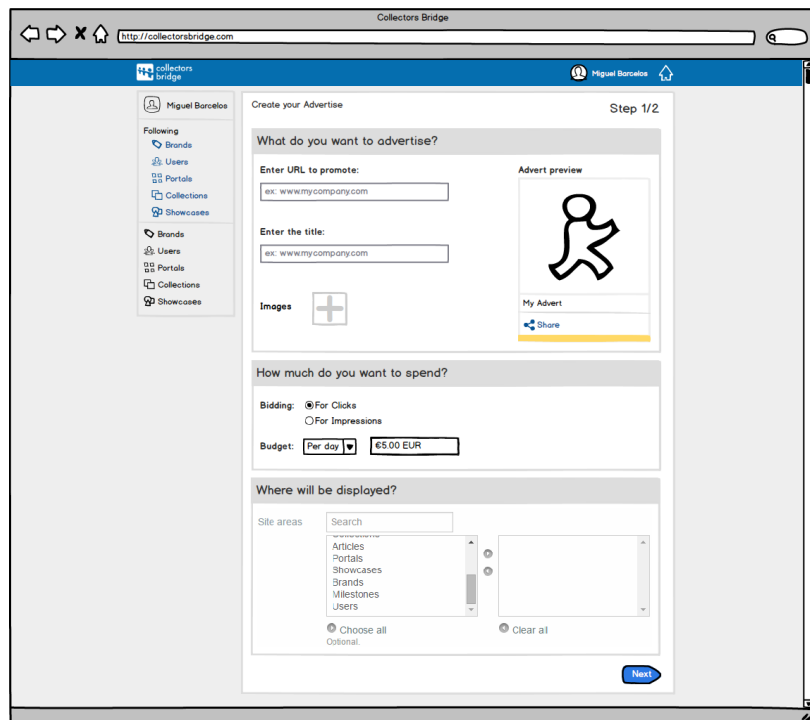 Collectors Bridge
http://collectorsbridge.com
collectors
bridge
Miguel Barcelos
Miguel Barcelos
Following
Brands
Users
Portals
Collections
Showcases
Brands
Users
Portals
Collections
Showcases
Create your Advertise
Step 1/2
What do you want to advertise?
Enter URL to promote:
ex: www.mycompany.com
Enter the title:
ex: www.mycompany.com
Images
Advert preview
My Advert
Share
How much do you want to spend?
Bidding:
For Clicks
For Impressions
Budget:
Per day
€5.00 EUR
Where will be displayed?
Site areas
Search
Articles
Portals
Showcases
Brands
Milestones
Users
Choose all
Optional.
Clear all
Next